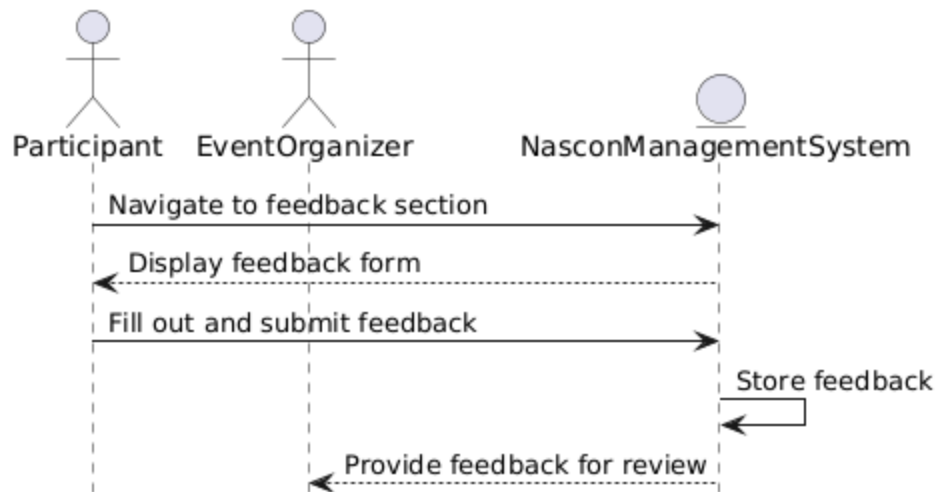 Participant EventOrganizer NasconManagementSystem
Navigate to feedback section
Display feedback form
Fill out and submit feedback
Store feedback
Provide feedback for review